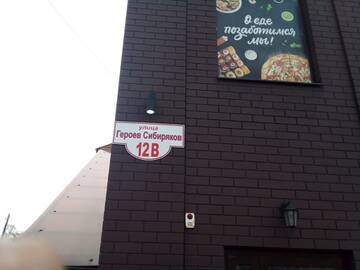 О еде
позаботимся
мы!
улица
Героев Сибиряков
12В